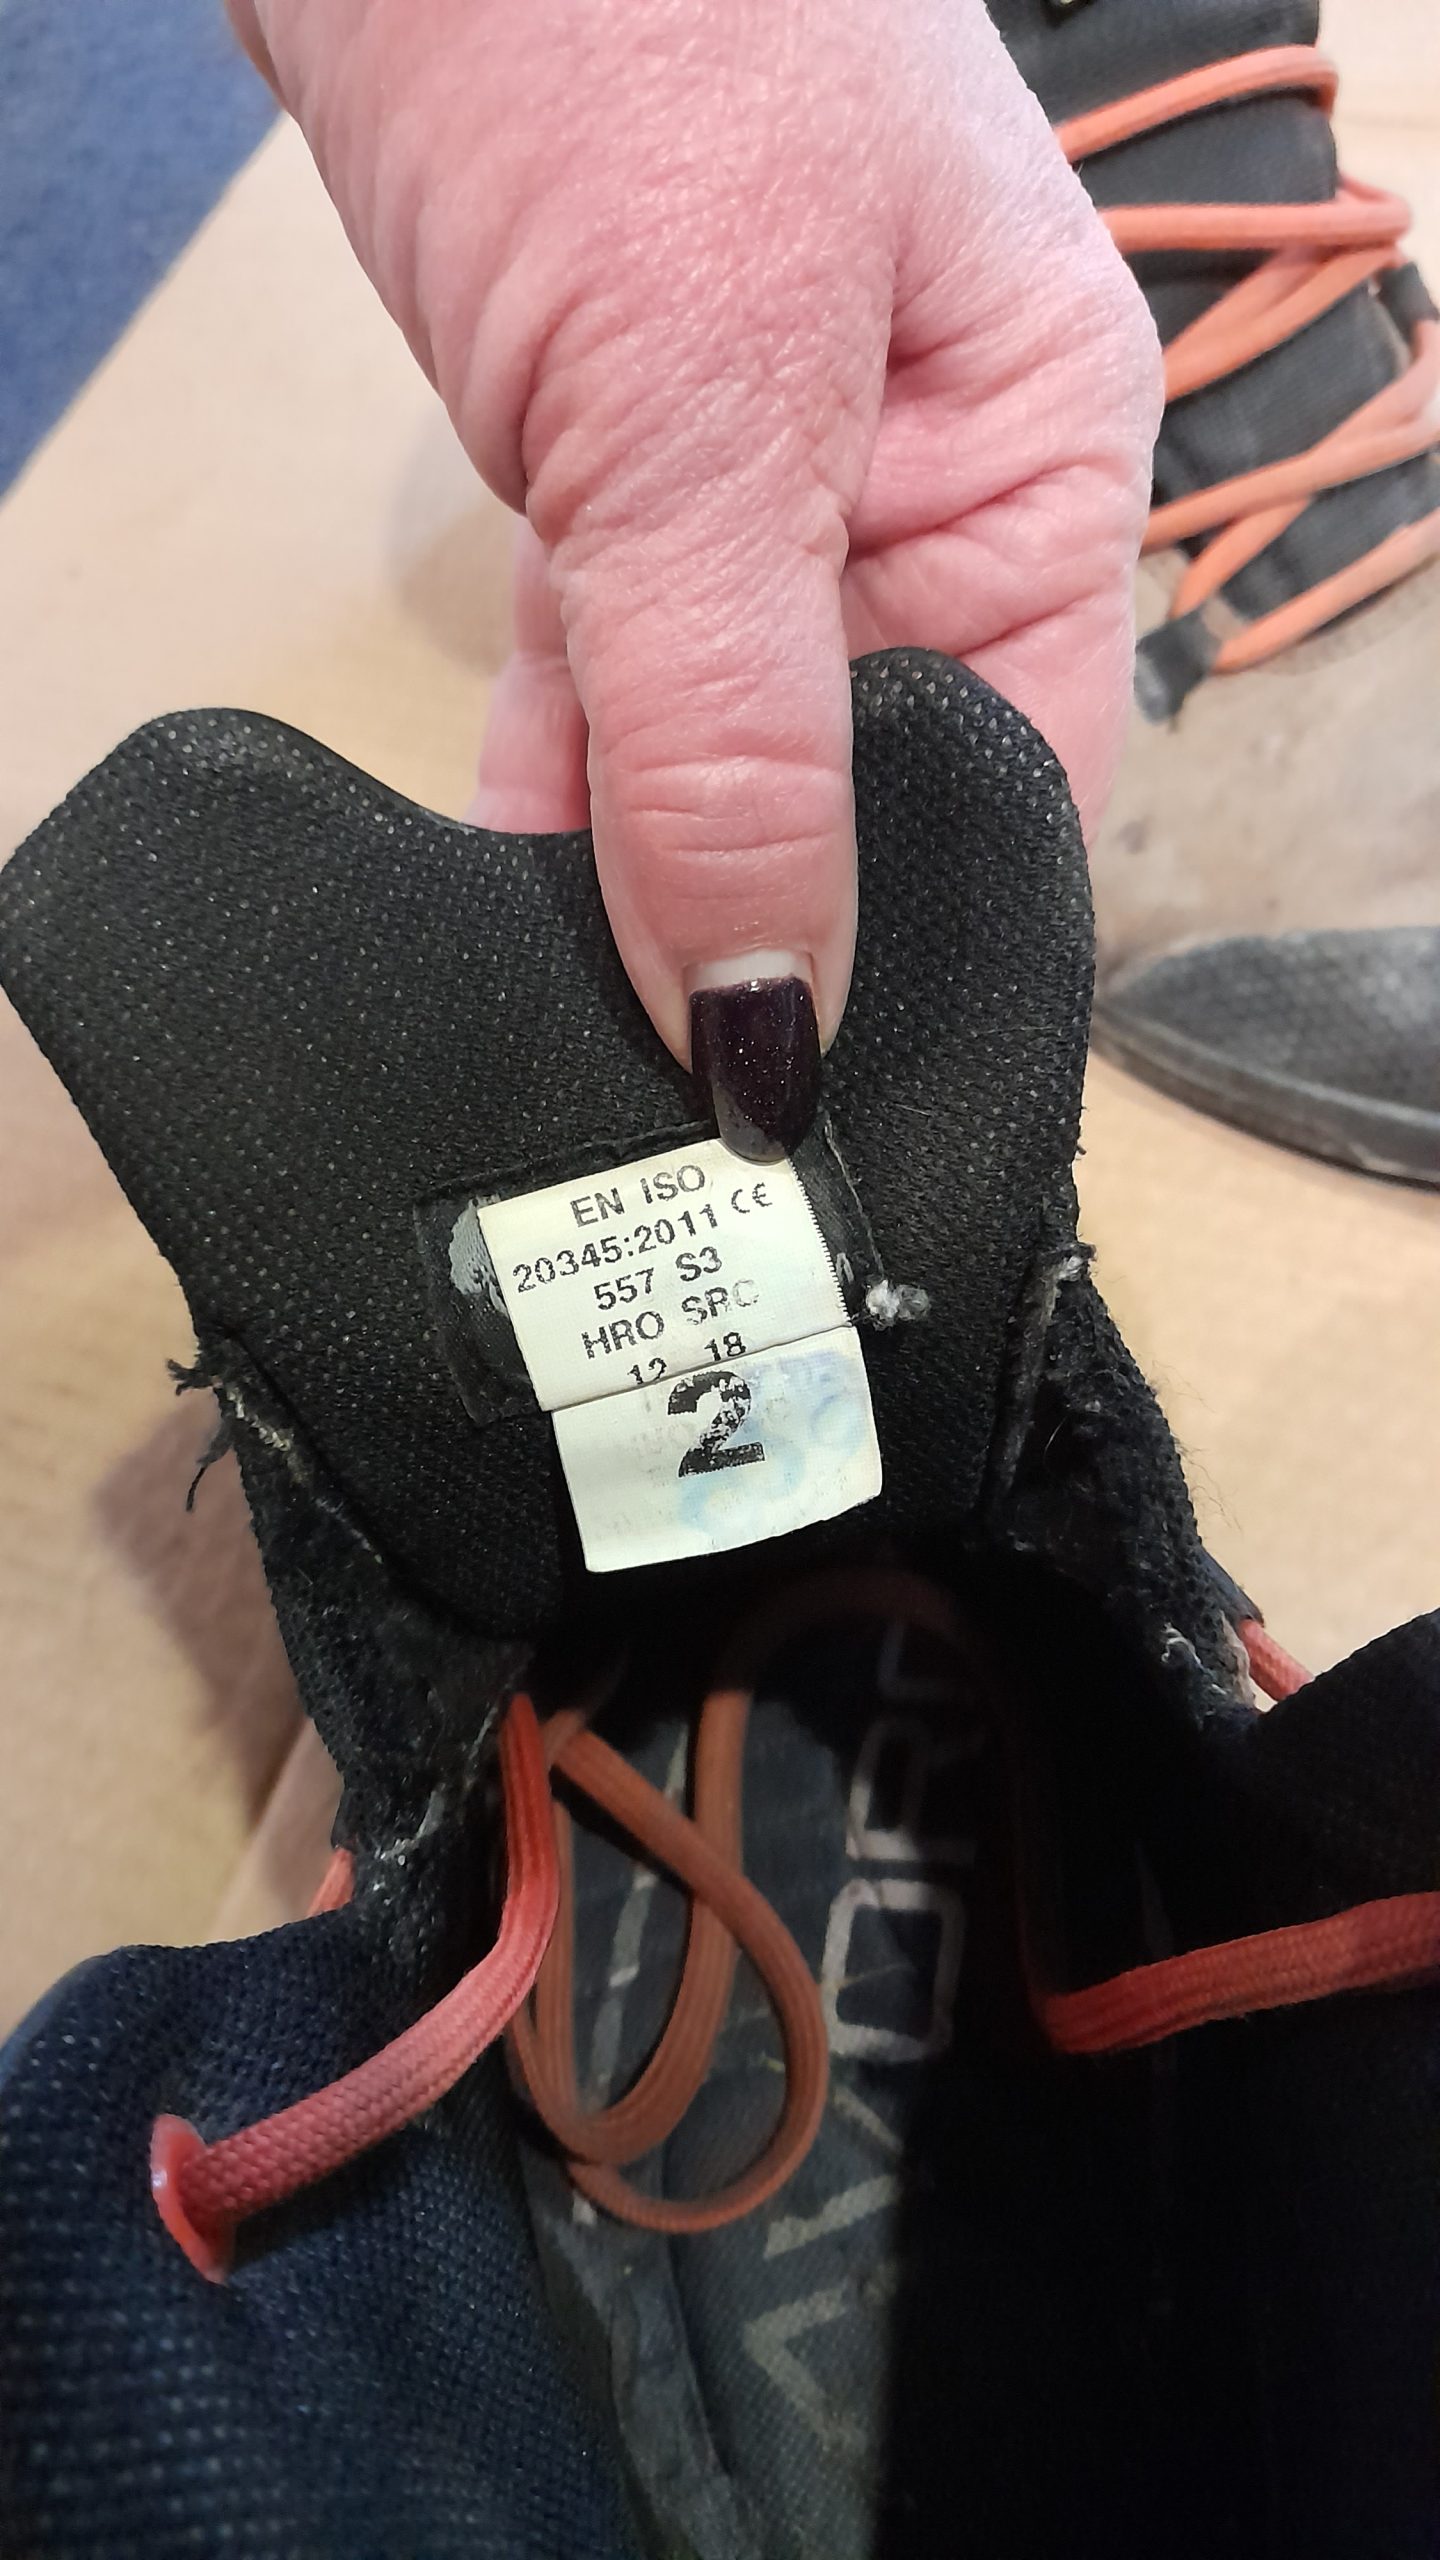 EN ISO
20345:2011 CE
557 S3
HRO SRC
12 18
2